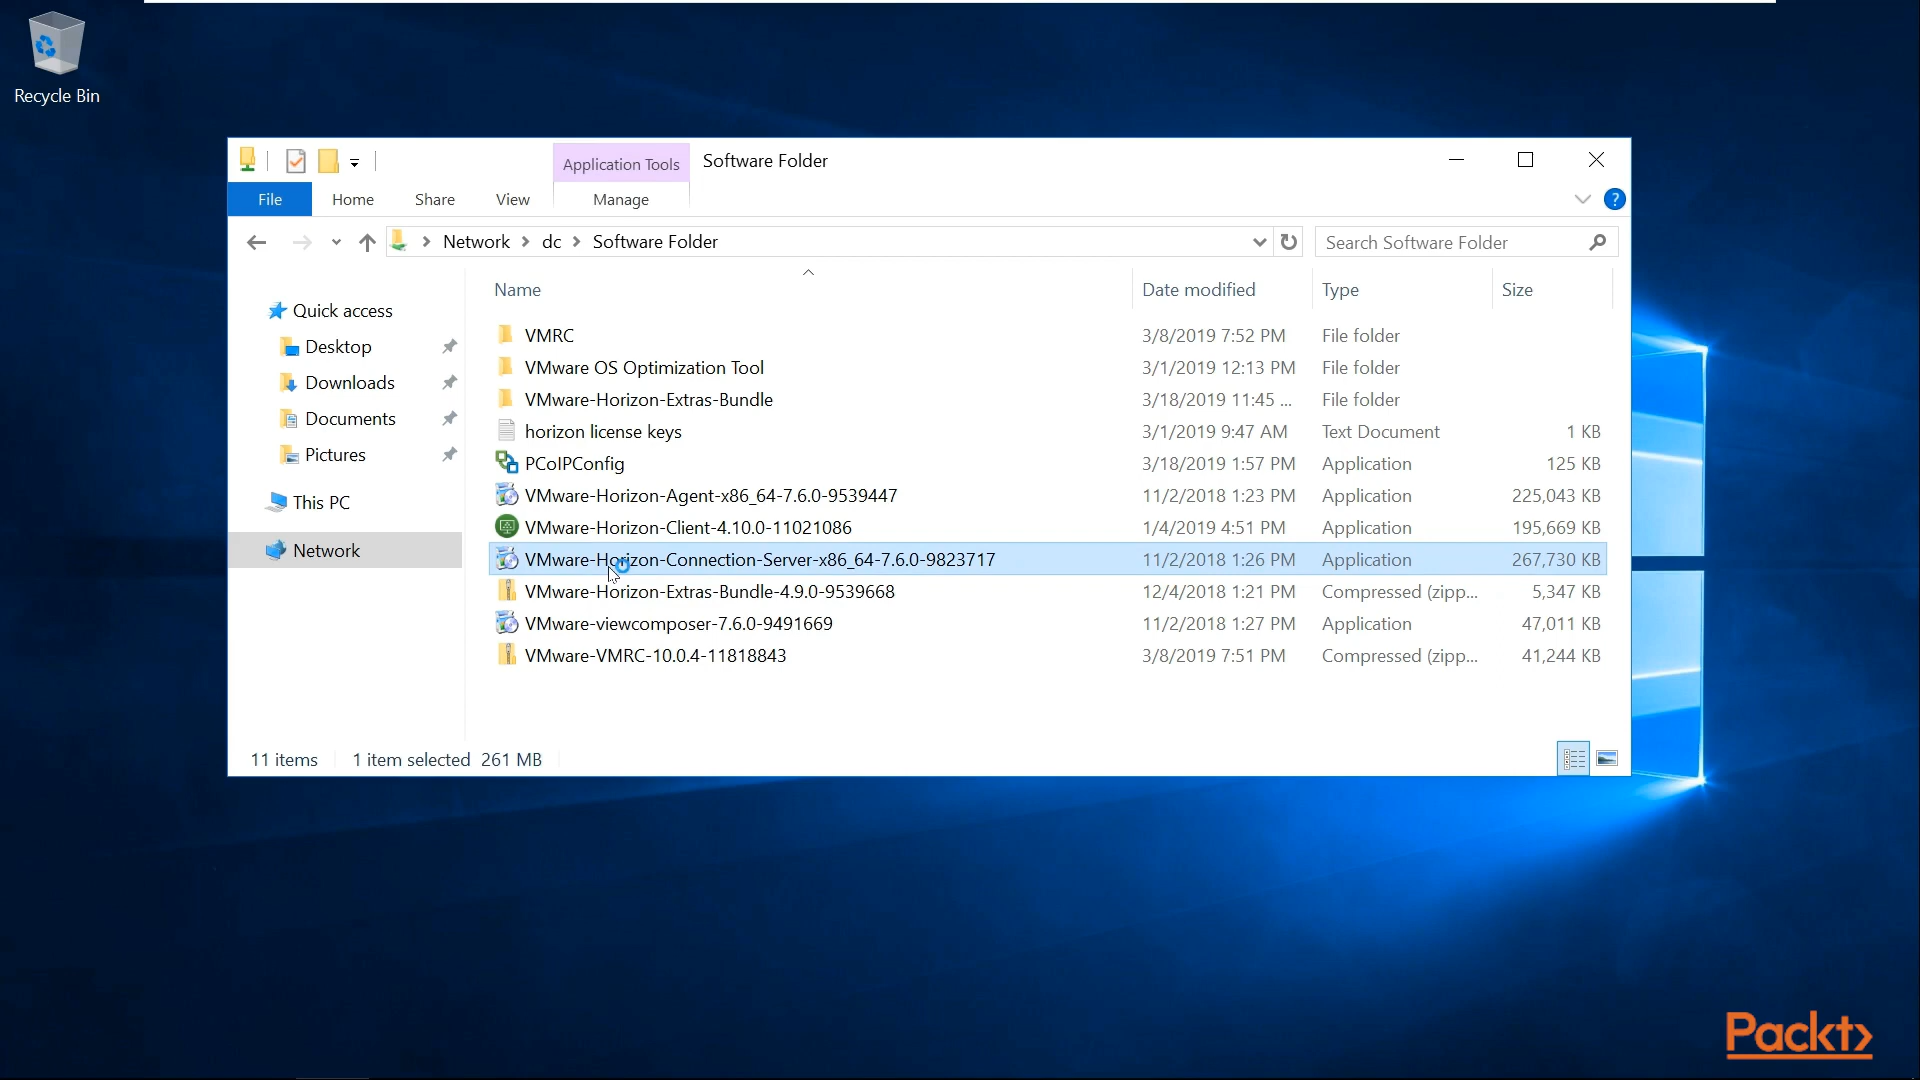 Recycle Bin
Application Tools
Software Folder
File
Home
Share
View
Manage
?
Network
dc
Software Folder
Search Software Folder
Name
Date modified
Type
Size
Quick access
Desktop
Downloads
Documents
Pictures
This PC
Network
VMRC 3/8/2019 7:52 PM File folder
VMware OS Optimization Tool 3/1/2019 12:13 PM File folder
VMware-Horizon-Extras-Bundle 3/18/2019 11:45 ... File folder
horizon license keys 3/1/2019 9:47 AM Text Document 1 KB
PCoIPConfig 3/18/2019 1:57 PM Application 125 KB
VMware-Horizon-Agent-x86_64-7.6.0-9539447 11/2/2018 1:23 PM Application 225,043 KB
VMware-Horizon-Client-4.10.0-11021086 1/4/2019 4:51 PM Application 195,669 KB
VMware-Horizon-Connection-Server-x86_64-7.6.0-9823717 11/2/2018 1:26 PM Application 267,730 KB
VMware-Horizon-Extras-Bundle-4.9.0-9539668 12/4/2018 1:21 PM Compressed (zipp... 5,347 KB
VMware-viewcomposer-7.6.0-9491669 11/2/2018 1:27 PM Application 47,011 KB
VMware-VMRC-10.0.4-11818843 3/8/2019 7:51 PM Compressed (zipp... 41,244 KB
11 items 1 item selected 261 MB
Packt>